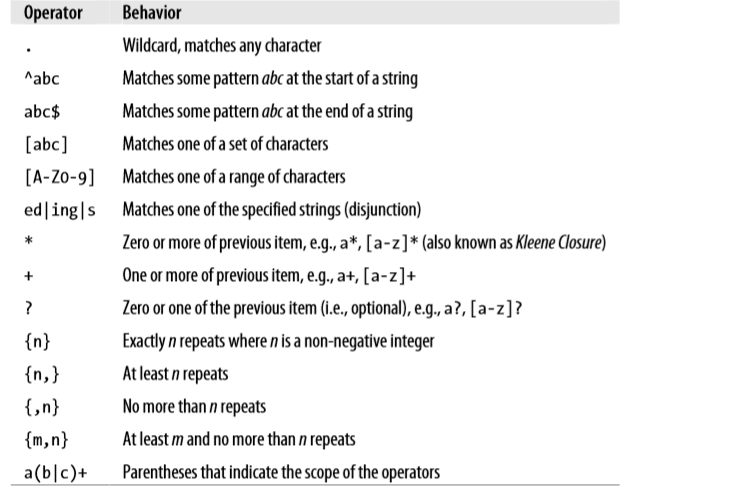 Operator Behavior
. Wildcard, matches any character
^abc Matches some pattern abc at the start of a string
abc$ Matches some pattern abc at the end of a string
[abc] Matches one of a set of characters
[A-Z0-9] Matches one of a range of characters
ed|ing|s Matches one of the specified strings (disjunction)
* Zero or more of previous item, e.g., a*, [a-z]* (also known as Kleene Closure)
+ One or more of previous item, e.g., a+, [a-z]+
? Zero or one of the previous item (i.e., optional), e.g., a?, [a-z]?
{n} Exactly n repeats where n is a non-negative integer
{n,} At least n repeats
{,n} No more than n repeats
{m,n} At least m and no more than n repeats
a(b|c)+ Parentheses that indicate the scope of the operators